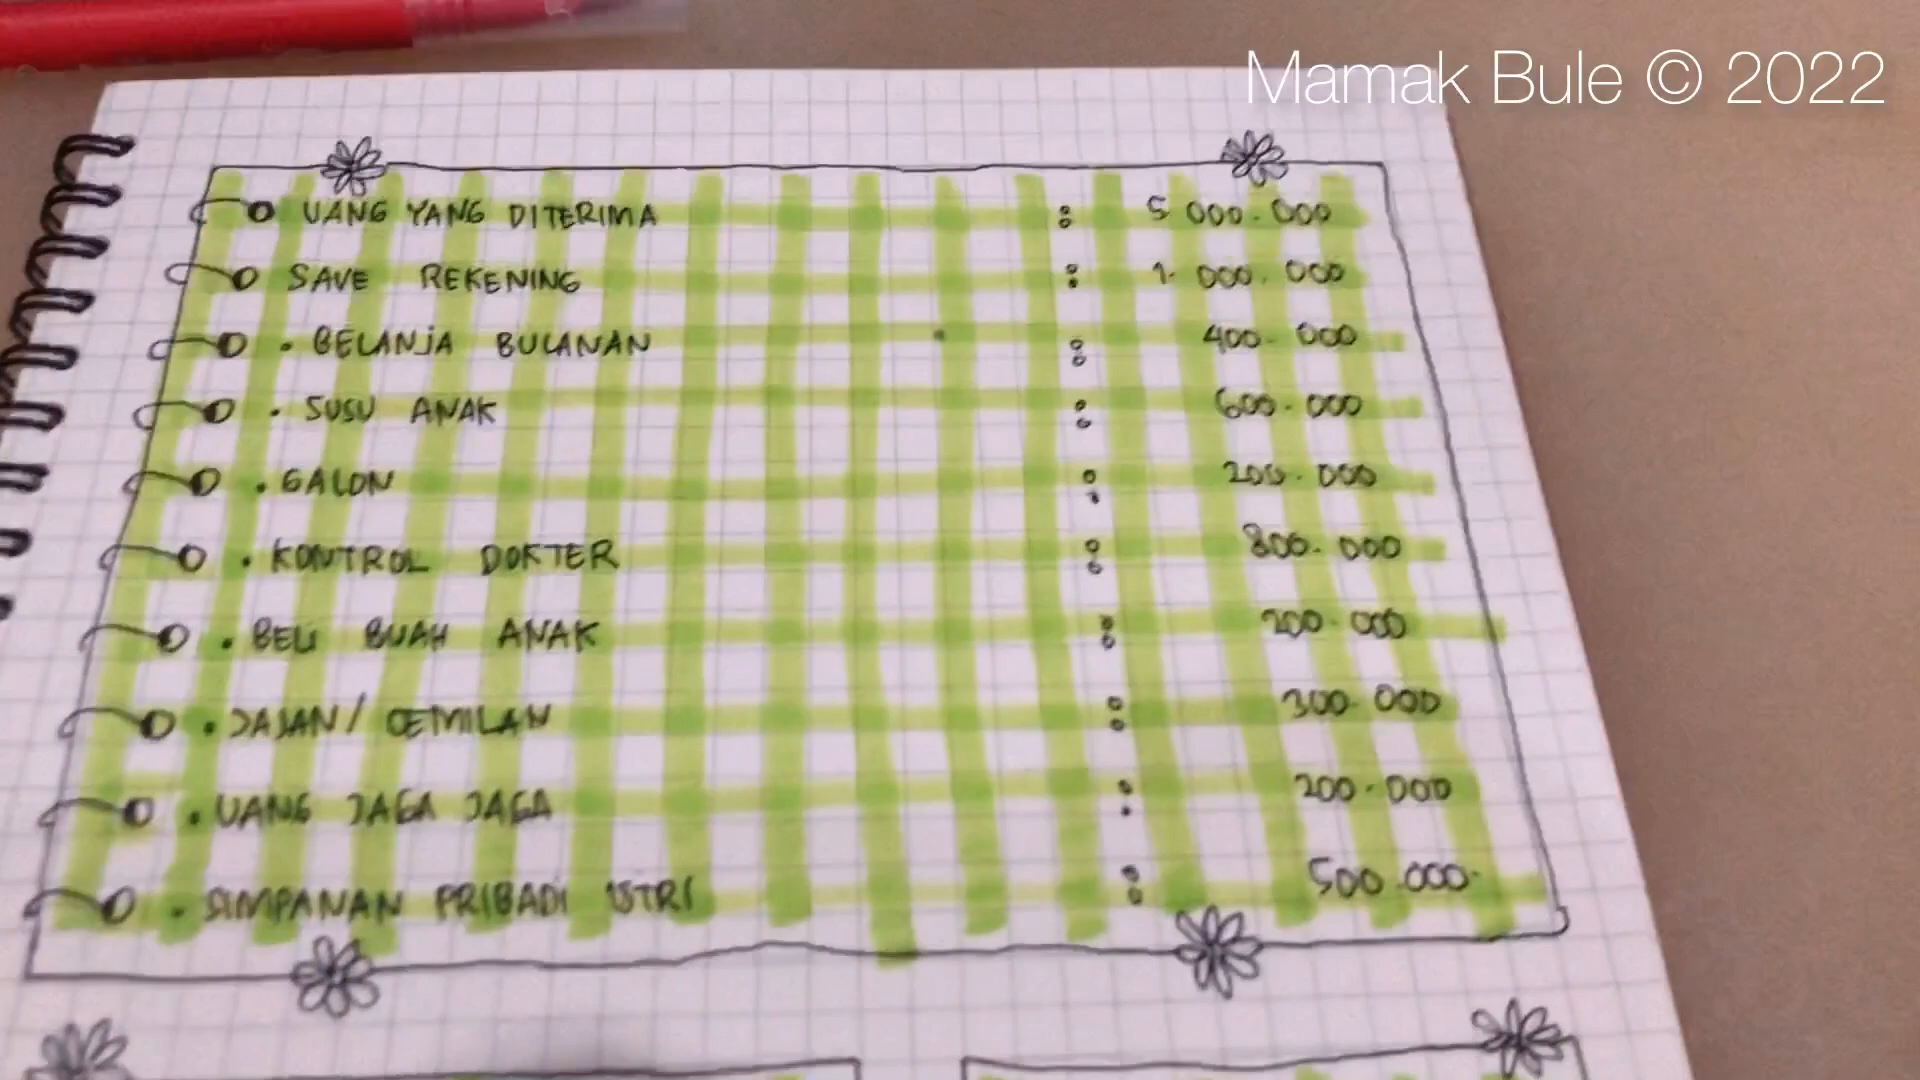 Mamak Bule © 2022
UANG YANG DITERIMA : 5 000.000
SAVE REKENING : 1.000.000
. BELANJA BULANAN : 400.000
. SUSU ANAK : 600.000
. GALON : 200.000
. KONTROL DOKTER : 800.000
. BELI BUAH ANAK : 200.000
. JAJAN/CEMILAN : 300.000
. UANG JAGA JAGA : 200.000
. SIMPANAN PRIBADI ISTRI : 500.000.